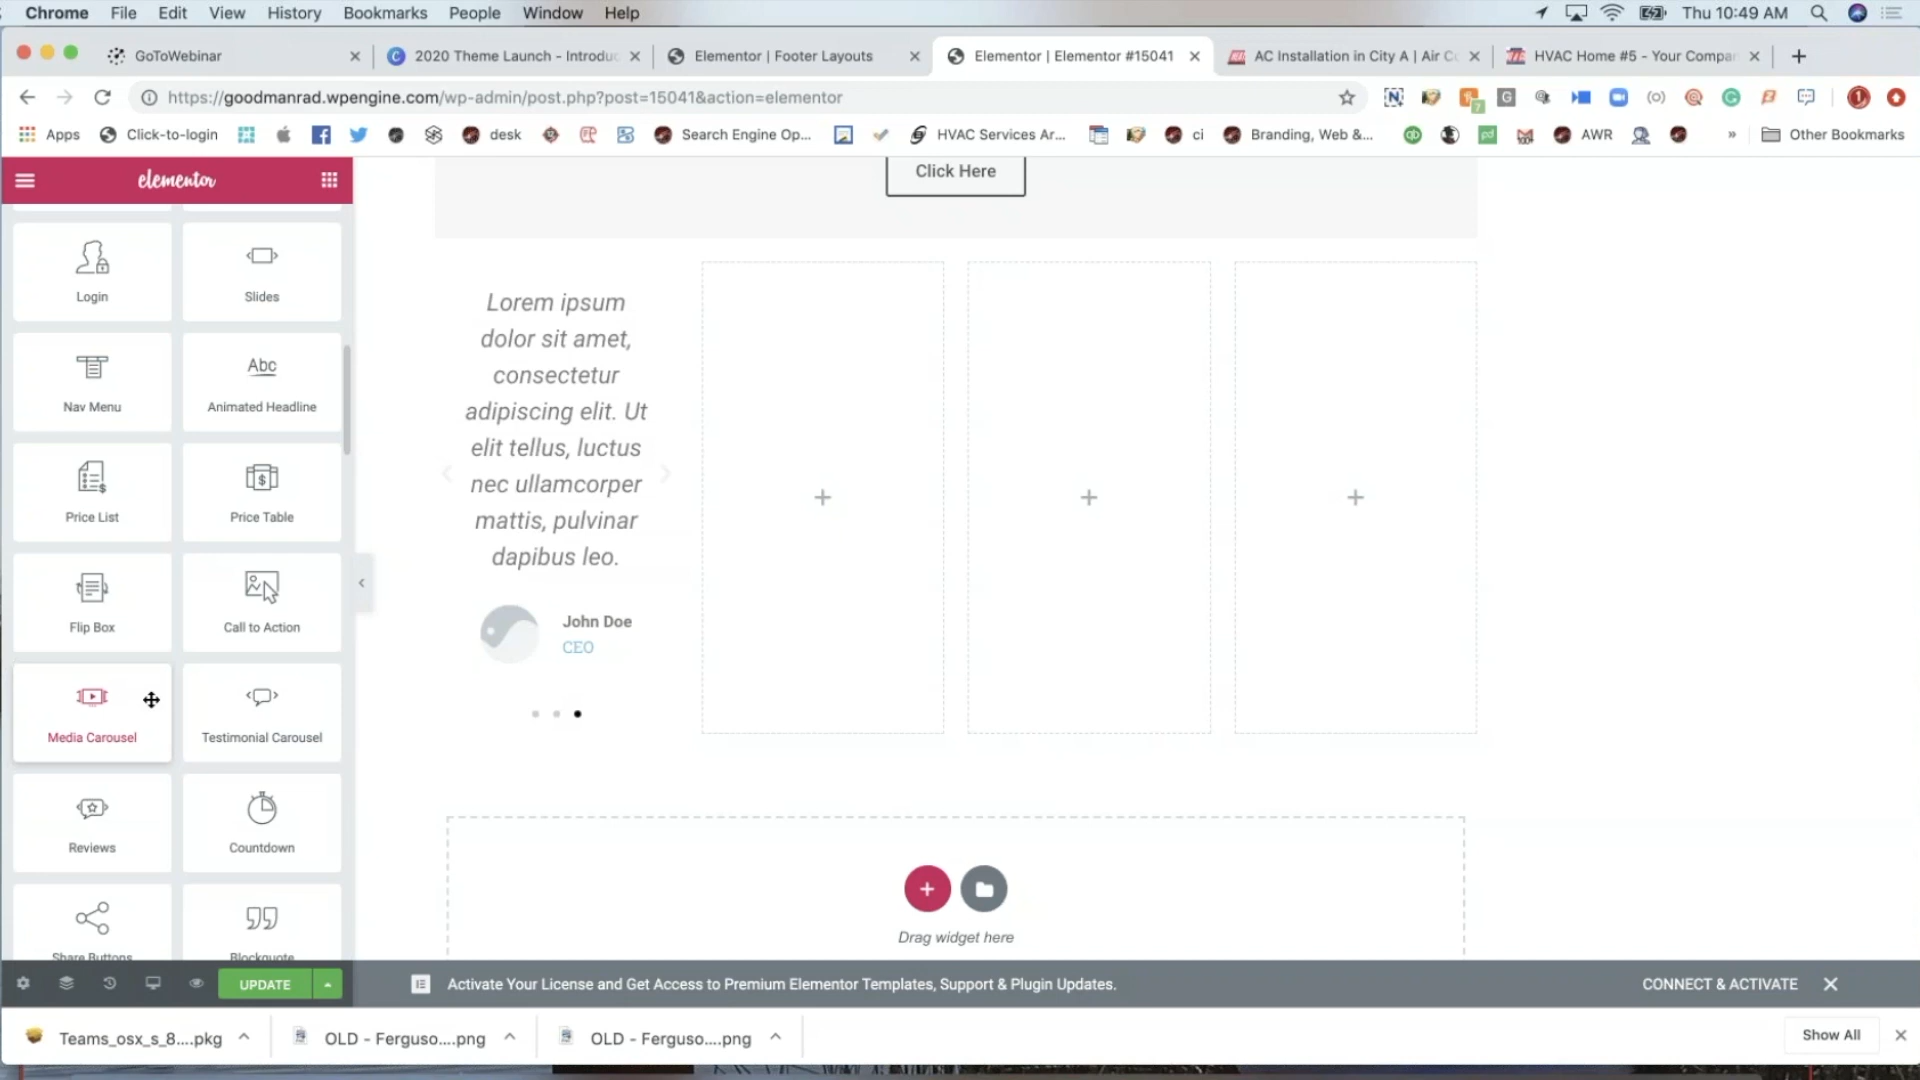 Chrome File Edit View History Bookmarks People Window Help Thu 10:49 AM
GoToWebinar 2020 Theme Launch - Introduc Elementor | Footer Layouts Elementor | Elementor #15041 AC Installation in City A | Air Co HVAC Home #5 - Your Compan
https://goodmanrad.wpengine.com/wp-admin/post.php?post=15041&action=elementor
Apps Click-to-login desk Search Engine Op... HVAC Services Ar... ci Branding, Web &... AWR » Other Bookmarks
elementor
Click Here
Login Slides
Nav Menu Animated Headline
Price List Price Table
Flip Box Call to Action
Media Carousel Testimonial Carousel
Reviews Countdown
Share Buttons Blockquote
Lorem ipsum
dolor sit amet,
consectetur
adipiscing elit. Ut
elit tellus, luctus
nec ullamcorper
mattis, pulvinar
dapibus leo.
John Doe
CEO
Drag widget here
UPDATE
Activate Your License and Get Access to Premium Elementor Templates, Support & Plugin Updates. CONNECT & ACTIVATE
Teams_osx_s_8....pkg OLD - Ferguso....png OLD - Ferguso....png Show All